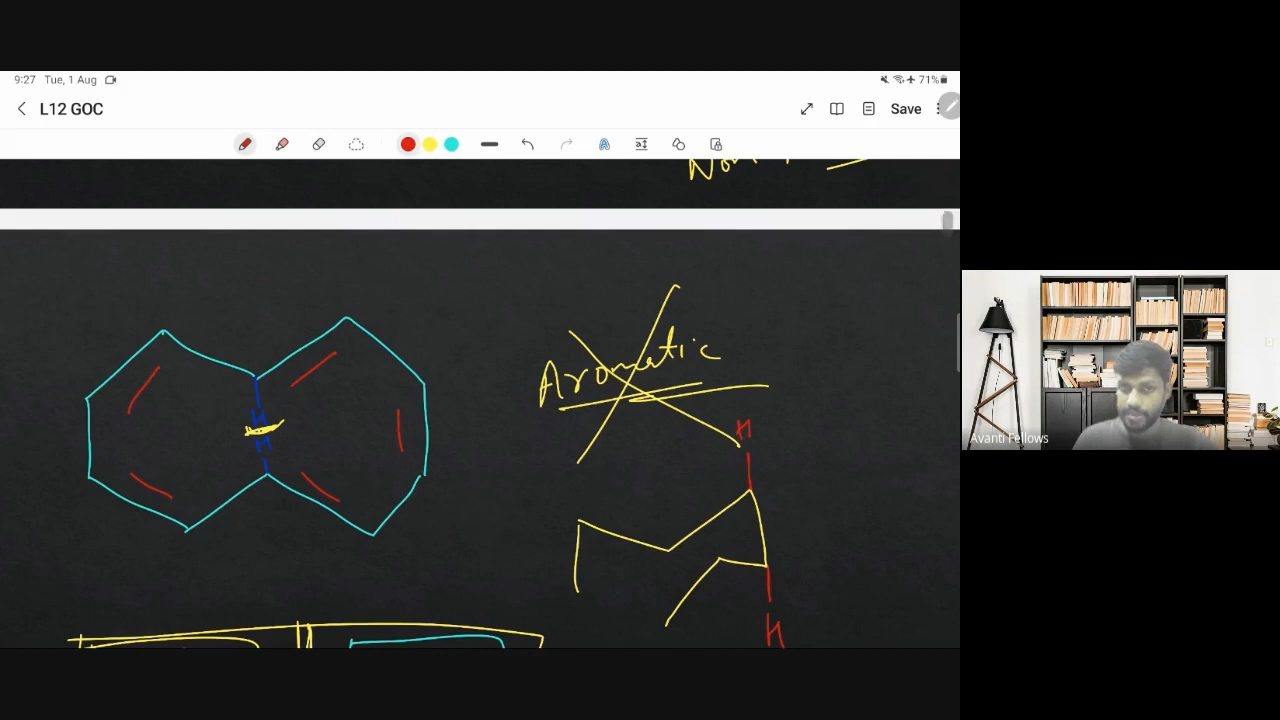 9:27 Tue, 1 Aug
71%
L12 GOC
Save
Aromatic
H
H
H
H
Avanti Fellows